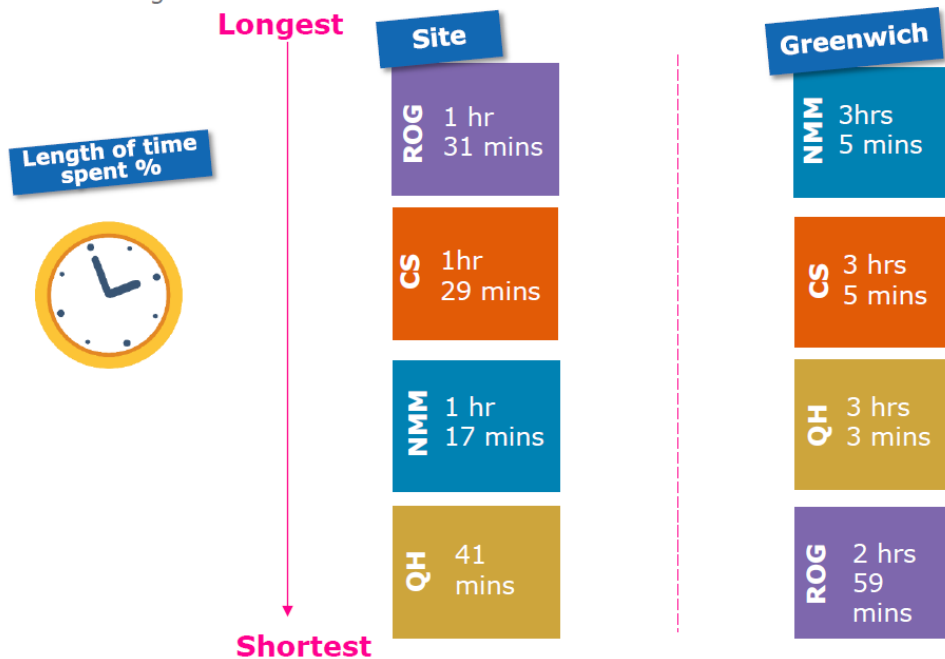 Longest
Site
Greenwich
Length of time
spent %
ROG
1 hr
31 mins
NMM
3hrs
5 mins
CS
1hr
29 mins
CS
3 hrs
5 mins
NMM
1 hr
17 mins
QH
3 hrs
3 mins
QH
41
mins
ROG
2 hrs
59
mins
Shortest